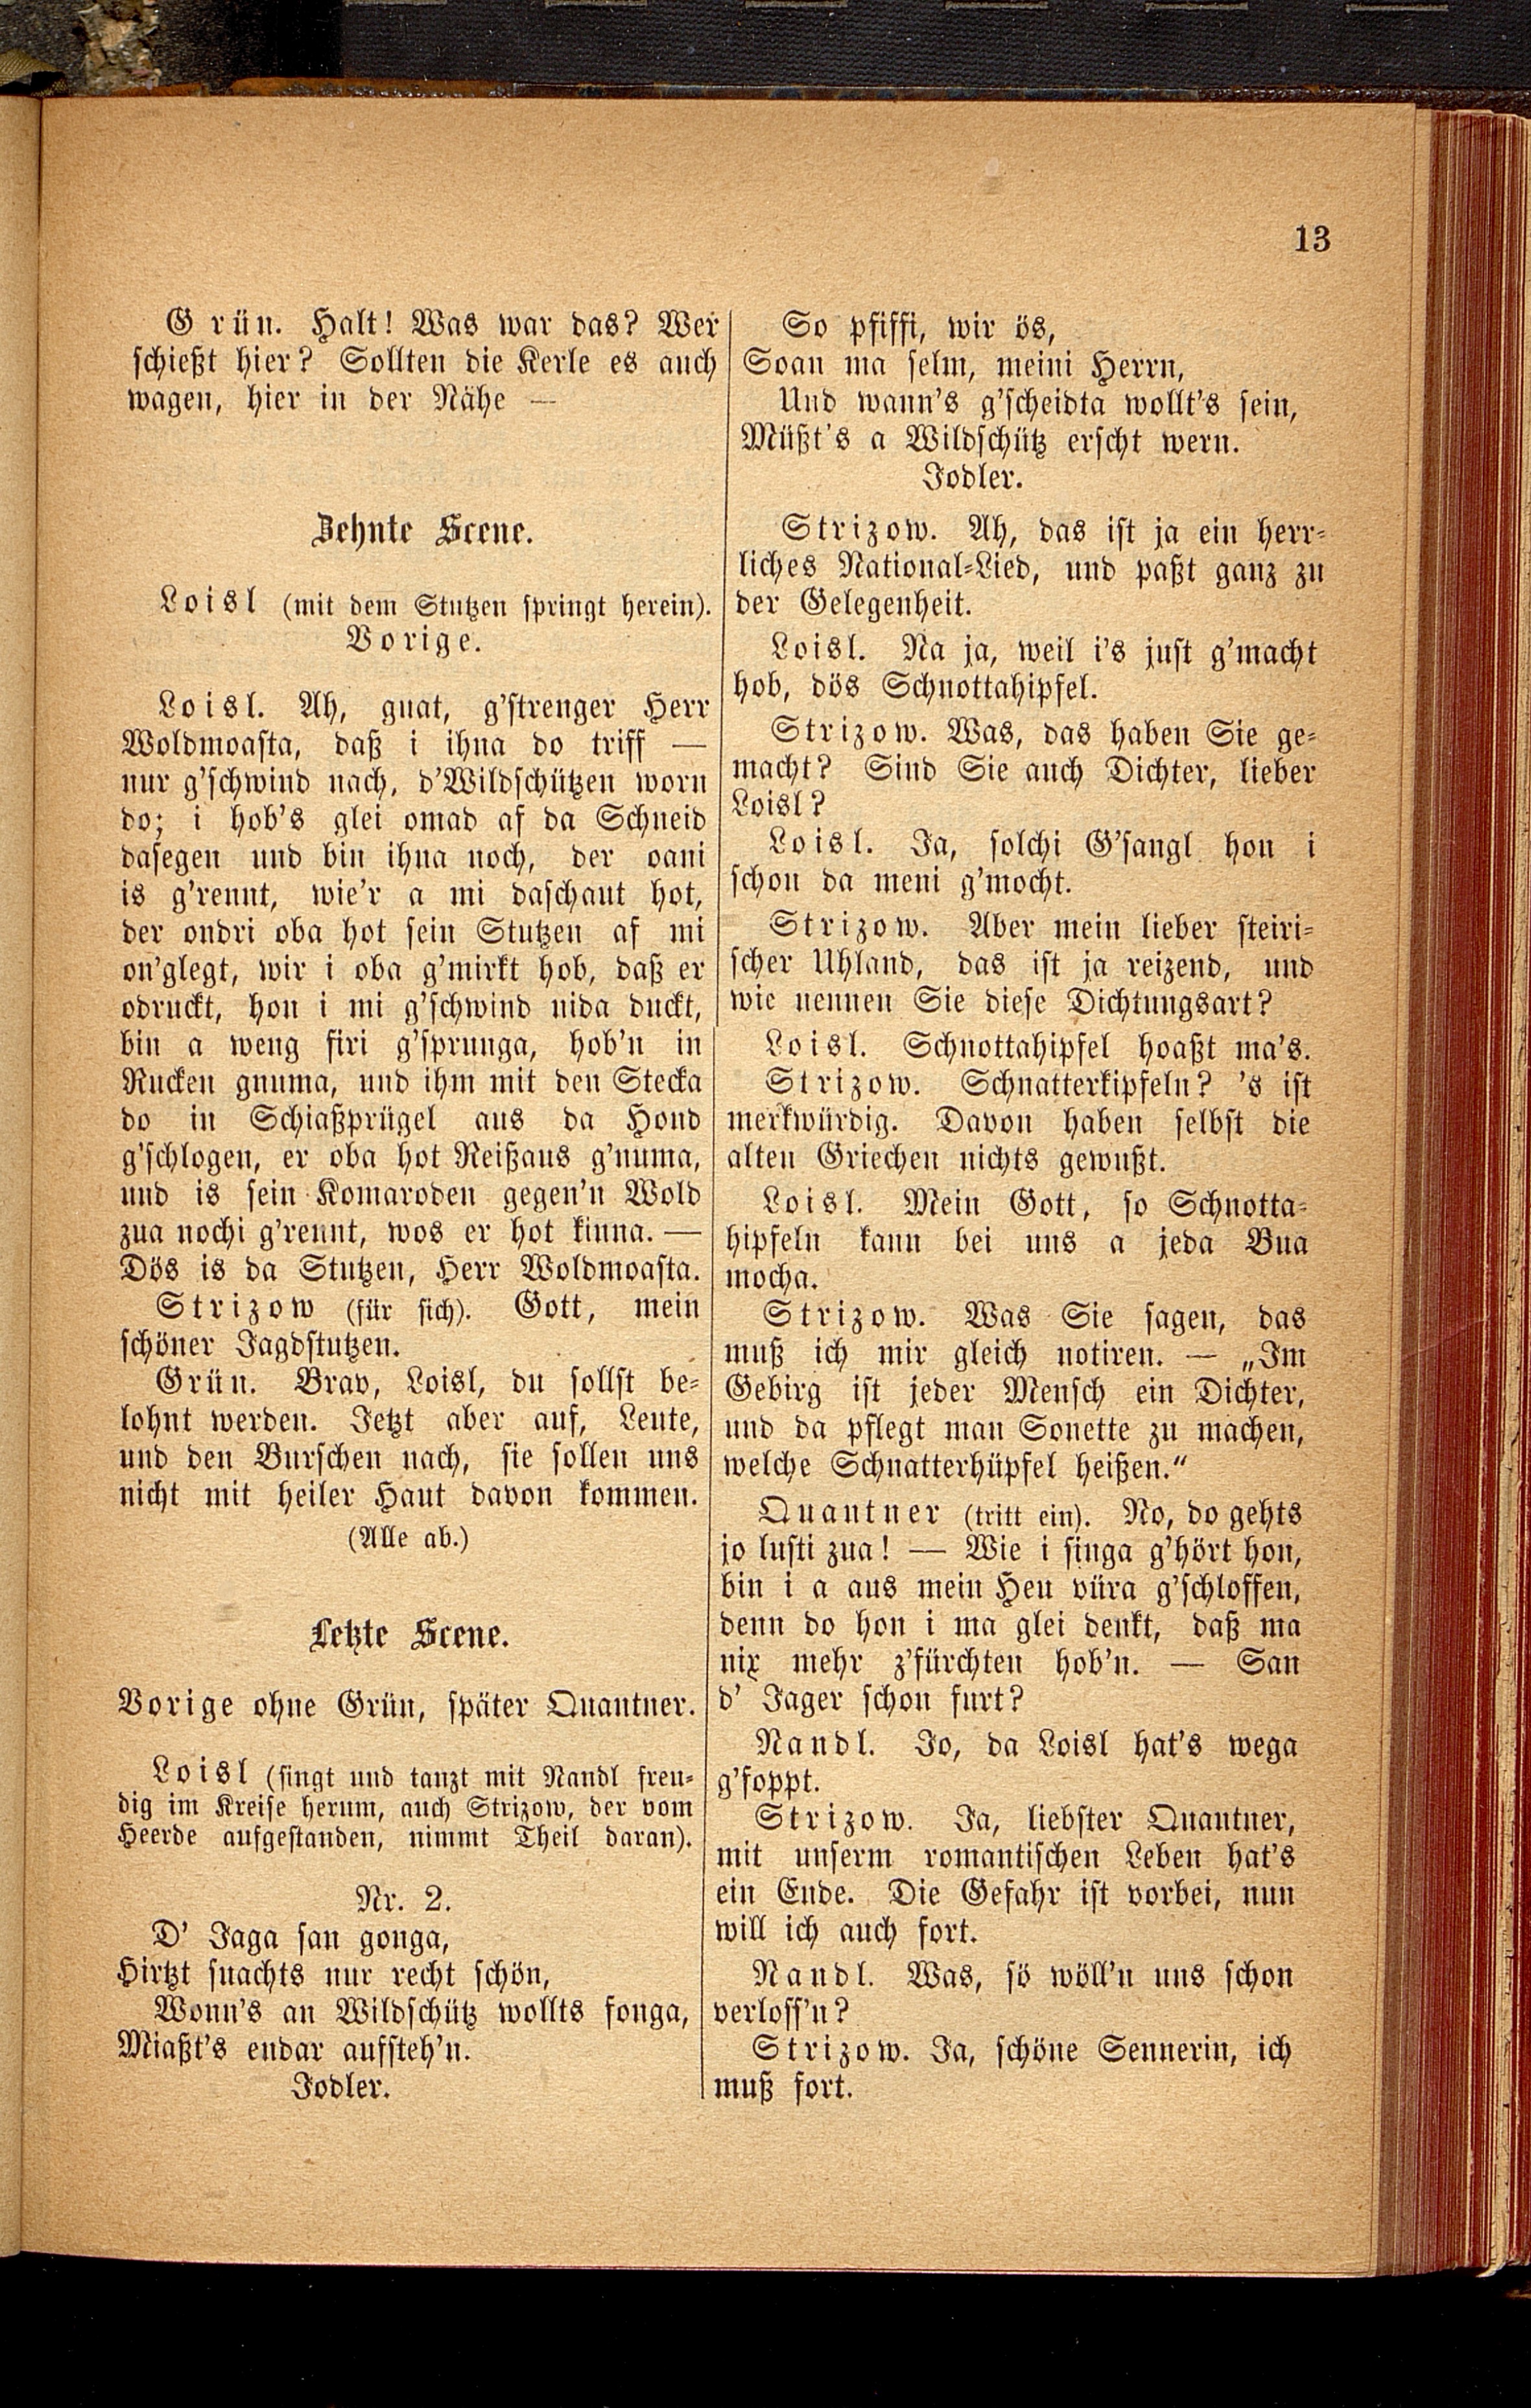 13
Grün. Halt! Was war das? Wer
schießt hier? Sollten die Kerle es auch
wagen, hier in der Nähe —
Zehnte Scene.
Loisl (mit dem Stutzen springt herein).
Vorige.
Loisl. Ah, guat, g'strenger Herr
Woldmoasta, daß i ihna do triff —
nur g'schwind nach, d'Wildschützen worn
do; i hob's glei omad af da Schneid
dasegen und bin ihna noch, der oani
is g'rennt, wie'r a mi daschaut hot,
der ondri oba hot sein Stutzen af mi
on'glegt, wir i oba g'mirkt hob, daß er
odruckt, hon i mi g'schwind nida duckt,
bin a weng firi g'sprunga, hob'n in
Rucken gnuma, und ihm mit den Stecka
do in Schiaßprügel aus da Hond
g'schlogen, er oba hot Reißaus g'numa,
und is sein Komaroden gegen'n Wold
zua nochi g'rennt, wos er hot kinna. —
Dös is da Stutzen, Herr Woldmoasta.
Strizow (für sich). Gott, mein
schöner Jagdstutzen.
Grün. Brav, Loisl, du sollst be-
lohnt werden. Jetzt aber auf, Leute,
und den Burschen nach, sie sollen uns
nicht mit heiler Haut davon kommen.
(Alle ab.)
Letzte Scene.
Vorige ohne Grün, später Quantner.
Loisl (singt und tanzt mit Nandl freu-
dig im Kreise herum, auch Strizow, der vom
Heerde aufgestanden, nimmt Theil daran).
Nr. 2.
D' Jaga san gonga,
Hirtzt suachts nur recht schön,
Wonn's an Wildschütz wollts fonga,
Miaßt's endar aufsteh'n.
Jodler.
So pfiffi, wir ös,
Soan ma selm, meini Herrn,
Und wann's g'scheidta wollt's sein,
Müßt's a Wildschütz erscht wern.
Jodler.
Strizow. Ah, das ist ja ein herr-
liches National-Lied, und paßt ganz zu
der Gelegenheit.
Loisl. Na ja, weil i's just g'macht
hob, dös Schnottahipfel.
Strizow. Was, das haben Sie ge-
macht? Sind Sie auch Dichter, lieber
Loisl?
Loisl. Ja, solchi G'sangl hon i
schon da meni g'mocht.
Strizow. Aber mein lieber steiri-
scher Uhland, das ist ja reizend, und
wie nennen Sie diese Dichtungsart?
Loisl. Schnottahipfel hoaßt ma's.
Strizow. Schnatterkipfeln? 's ist
merkwürdig. Davon haben selbst die
alten Griechen nichts gewußt.
Loisl. Mein Gott, so Schnotta-
hipfeln kann bei uns a jeda Bua
mocha.
Strizow. Was Sie sagen, das
muß ich mir gleich notiren. — „Im
Gebirg ist jeder Mensch ein Dichter,
und da pflegt man Sonette zu machen,
welche Schnatterhüpfel heißen.“
Quantner (tritt ein). No, do gehts
jo lusti zua! — Wie i singa g'hört hon,
bin i a aus mein Heu vüra g'schloffen,
denn do hon i ma glei denkt, daß ma
nix mehr z'fürchten hob'n. — San
d' Jager schon furt?
Nandl. Jo, da Loisl hat's wega
g'foppt.
Strizow. Ja, liebster Quantner,
mit unserm romantischen Leben hat's
ein Ende. Die Gefahr ist vorbei, nun
will ich auch fort.
Nandl. Was, sö wöll'n uns schon
verloff'n?
Strizow. Ja, schöne Sennerin, ich
muß fort.